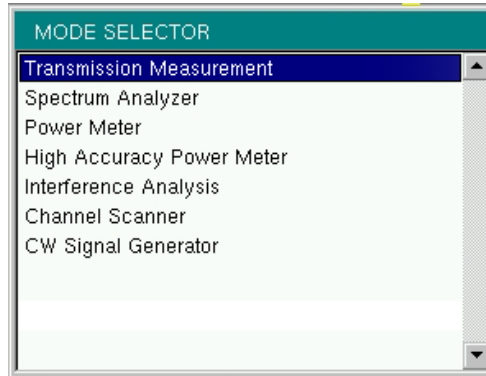 MODE SELECTOR
Transmission Measurement
Spectrum Analyzer
Power Meter
High Accuracy Power Meter
Interference Analysis
Channel Scanner
CW Signal Generator